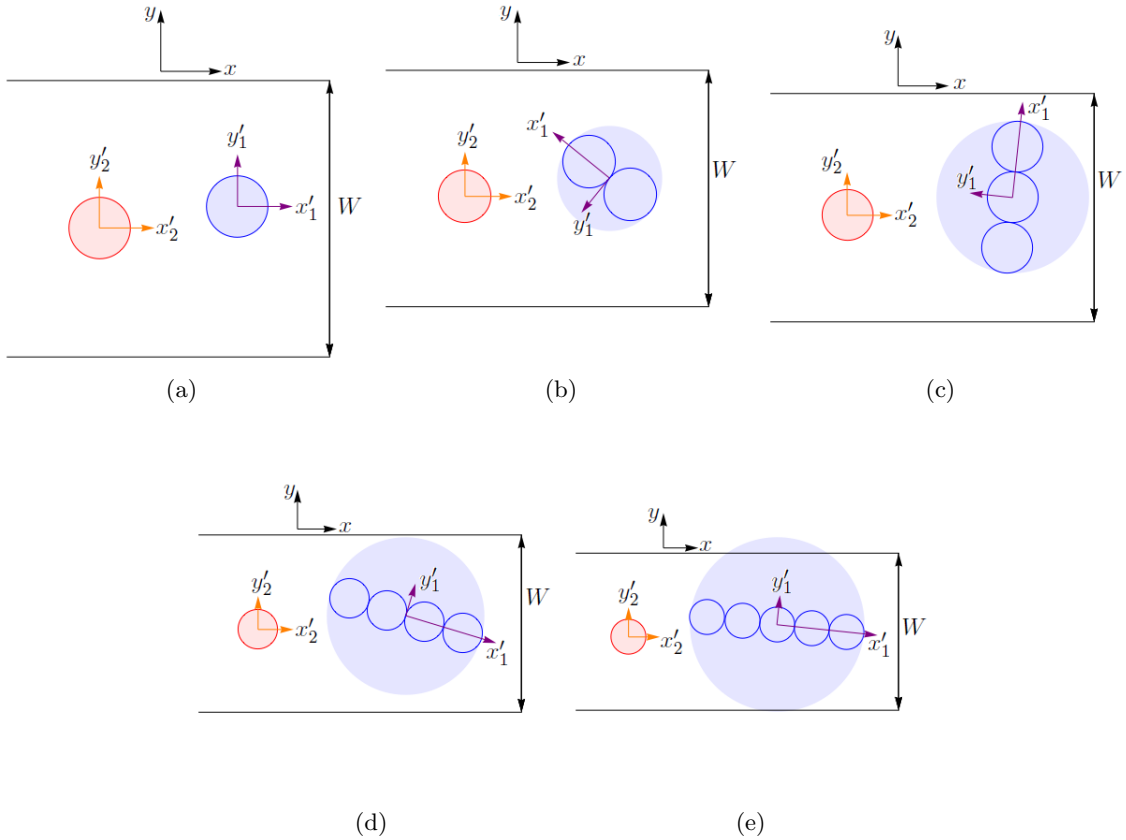 y
x
y′₂
x′₂
y′₁
x′₁
W
(a)
y
x
x′₁
y′₂
x′₂
y′₁
W
(b)
y
x
x′₁
y′₂
x′₂
y′₁
W
(c)
y
x
y′₂
x′₂
y′₁
x′₁
W
(d)
y
x
y′₂
x′₂
y′₁
x′₁
W
(e)